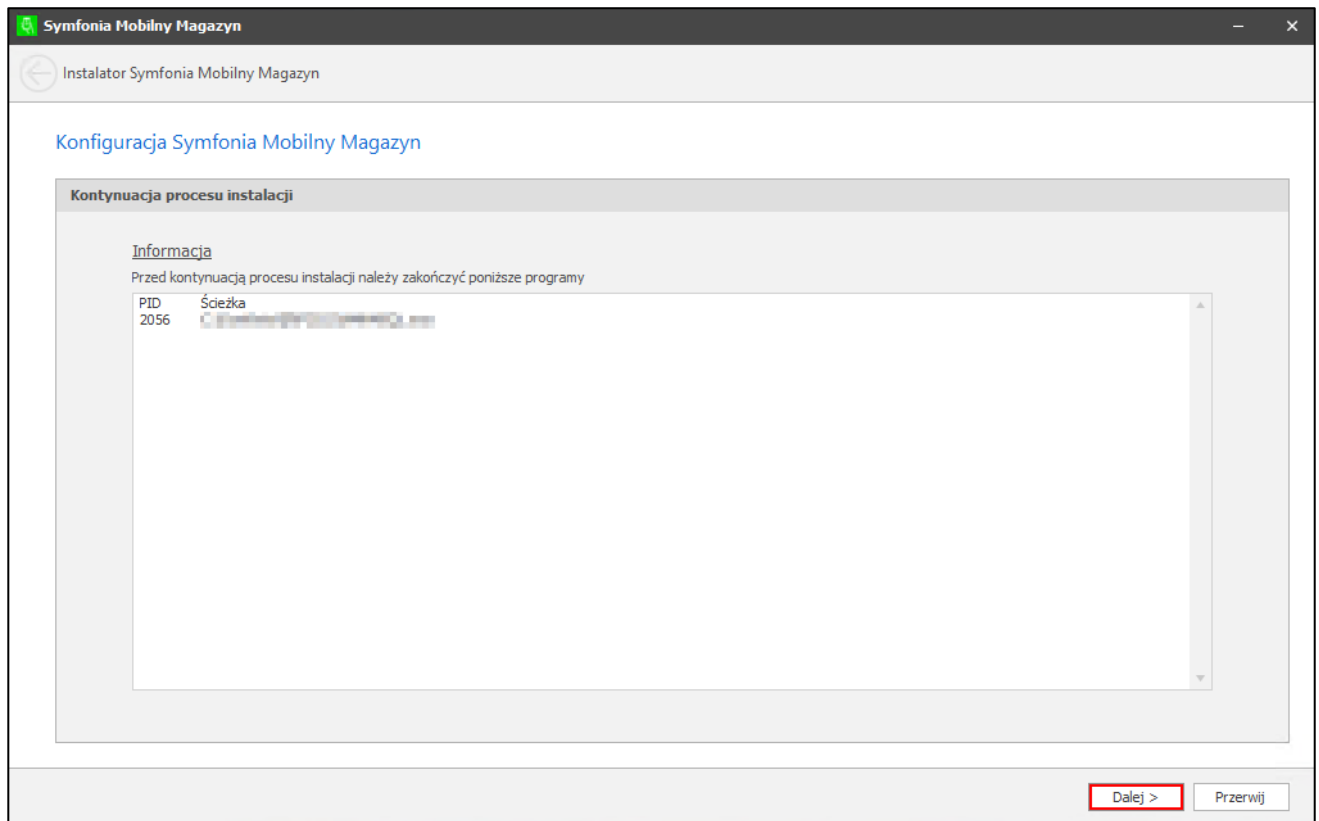 Symfonia Mobilny Magazyn
Instalator Symfonia Mobilny Magazyn
Konfiguracja Symfonia Mobilny Magazyn
Kontynuacja procesu instalacji
Informacja
Przed kontynuacją procesu instalacji należy zakończyć poniższe programy
PID Ścieżka
2056
Dalej >
Przerwij